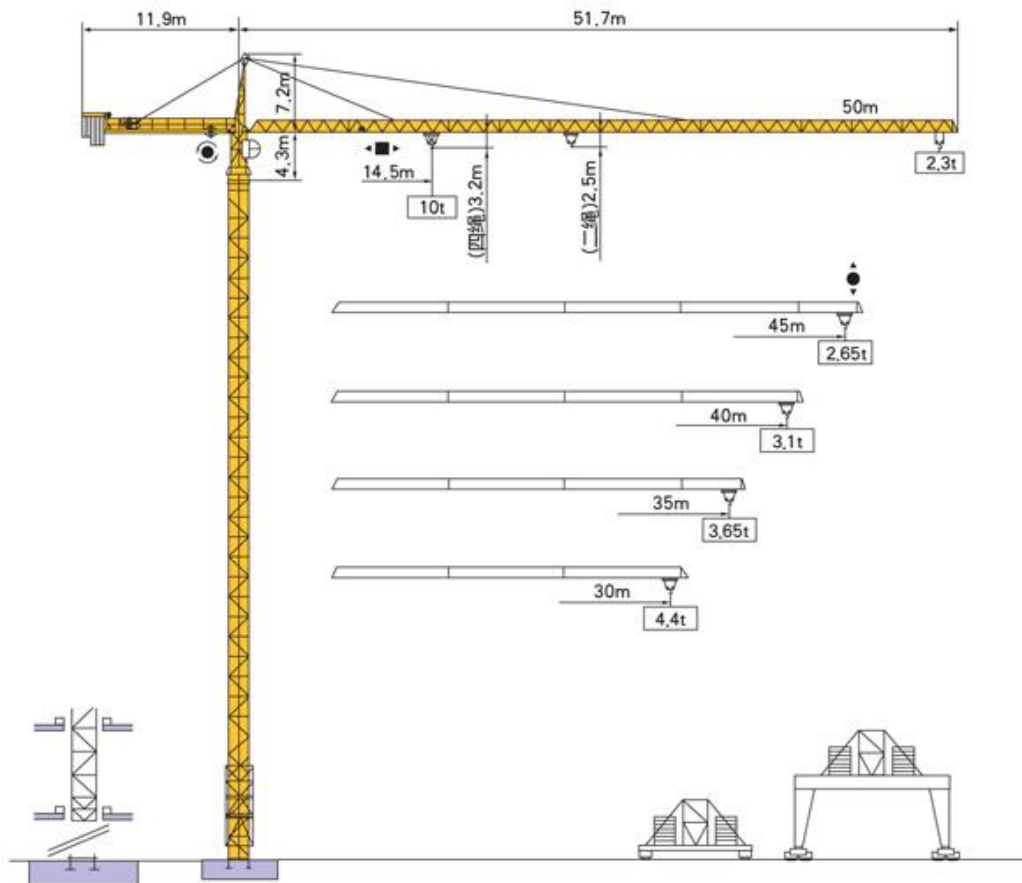 11.9m
51.7m
7.2m
50m
4.3m
14.5m
10t
(四绳)3.2m
(二绳)2.5m
2.3t
45m
2.65t
40m
3.1t
35m
3.65t
30m
4.4t